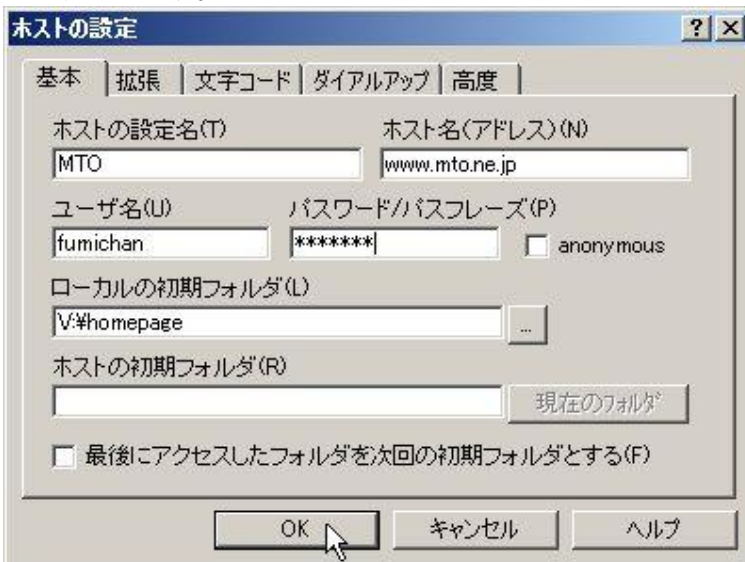 ホストの設定
基本 拡張 文字コード ダイアルアップ 高度
ホストの設定名(T) ホスト名(アドレス)(N)
MTO www.mto.ne.jp
ユーザ名(U) パスワード/パスフレーズ(P)
fumichan ******* anonymous
ローカルの初期フォルダ(L)
V:¥homepage ...
ホストの初期フォルダ(R)
現在のフォルダ
最後にアクセスしたフォルダを次回の初期フォルダとする(F)
OK キャンセル ヘルプ